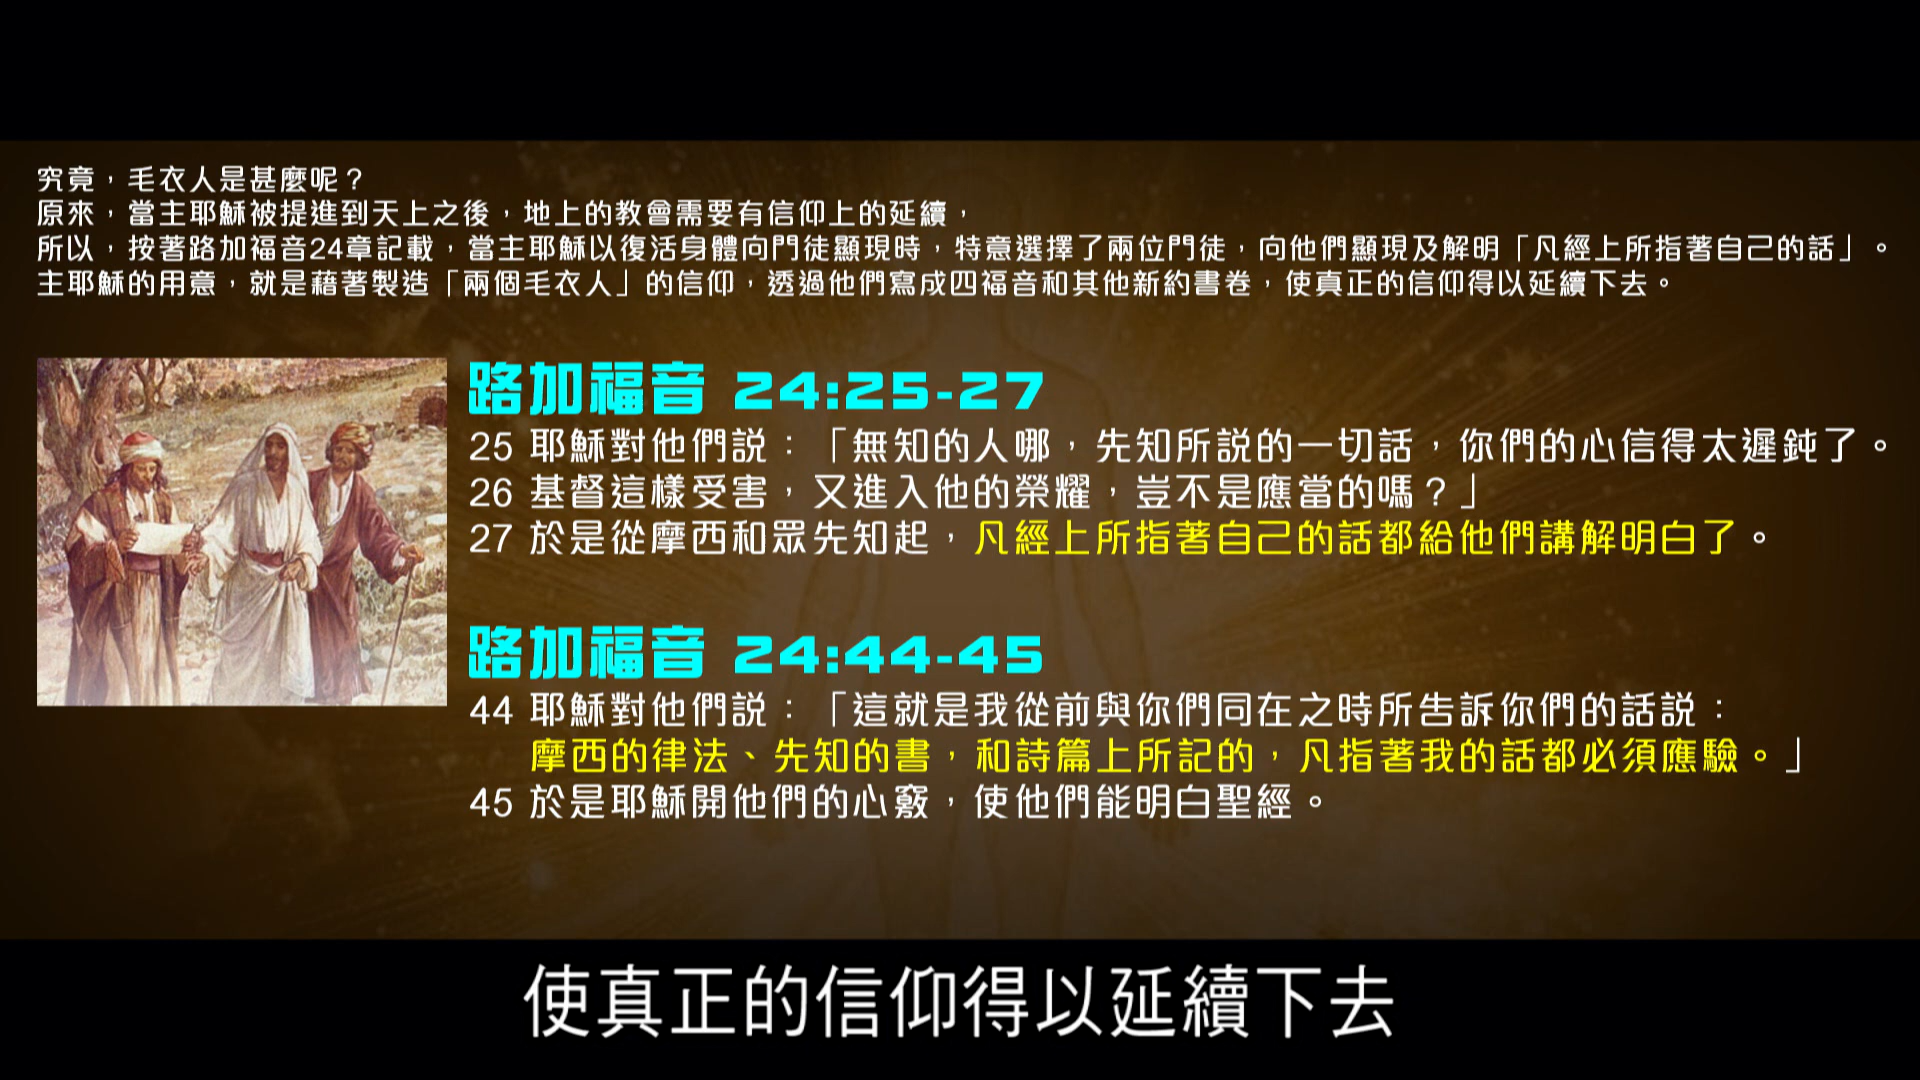 究竟，毛衣人是甚麼呢？
原來，當主耶穌被提進到天上之後，地上的教會需要有信仰上的延續，
所以，按著路加福音24章記載，當主耶穌以復活身體向門徒顯現時，特意選擇了兩位門徒，向他們顯現及解明「凡經上所指著自己的話」。
主耶穌的用意，就是藉著製造「兩個毛衣人」的信仰，透過他們寫成四福音和其他新約書卷，使真正的信仰得以延續下去。
路加福音 24:25-27
25 耶穌對他們說：「無知的人哪，先知所說的一切話，你們的心信得太遲鈍了。
26 基督這樣受害，又進入他的榮耀，豈不是應當的嗎？」
27 於是從摩西和眾先知起，凡經上所指著自己的話都給他們講解明白了。
路加福音 24:44-45
44 耶穌對他們說：「這就是我從前與你們同在之時所告訴你們的話說：
摩西的律法、先知的書，和詩篇上所記的，凡指著我的話都必須應驗。」
45 於是耶穌開他們的心竅，使他們能明白聖經。
使真正的信仰得以延續下去